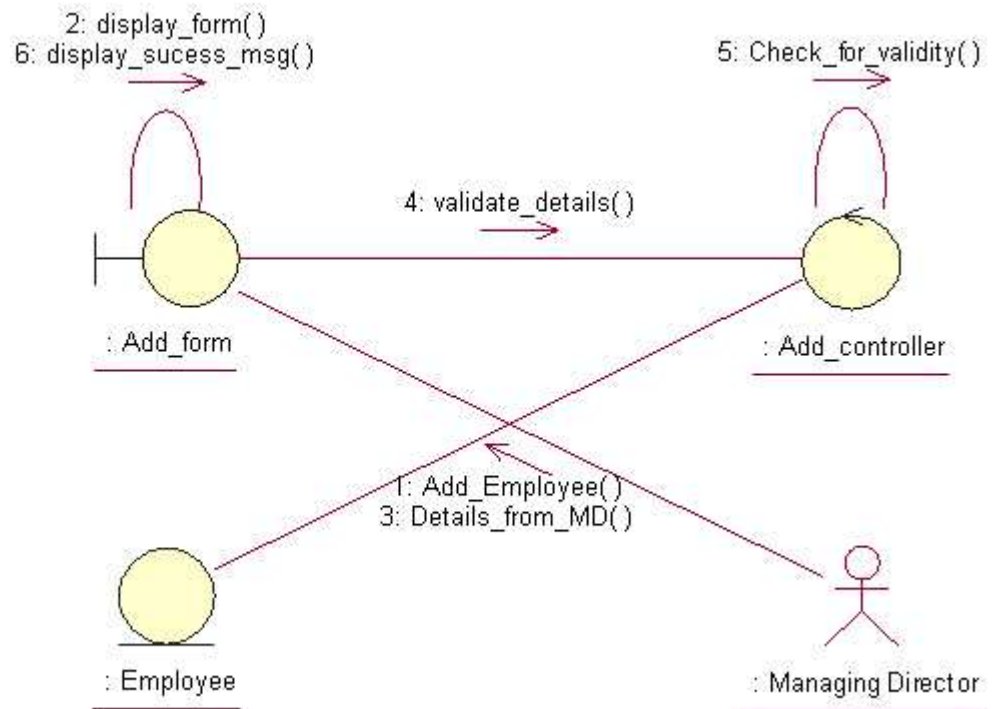 2: display_form( )
6: display_sucess_msg( )
5: Check_for_validity( )
4: validate_details( )
: Add_form
: Add_controller
1: Add_Employee( )
3: Details_from_MD( )
: Employee
: Managing Director